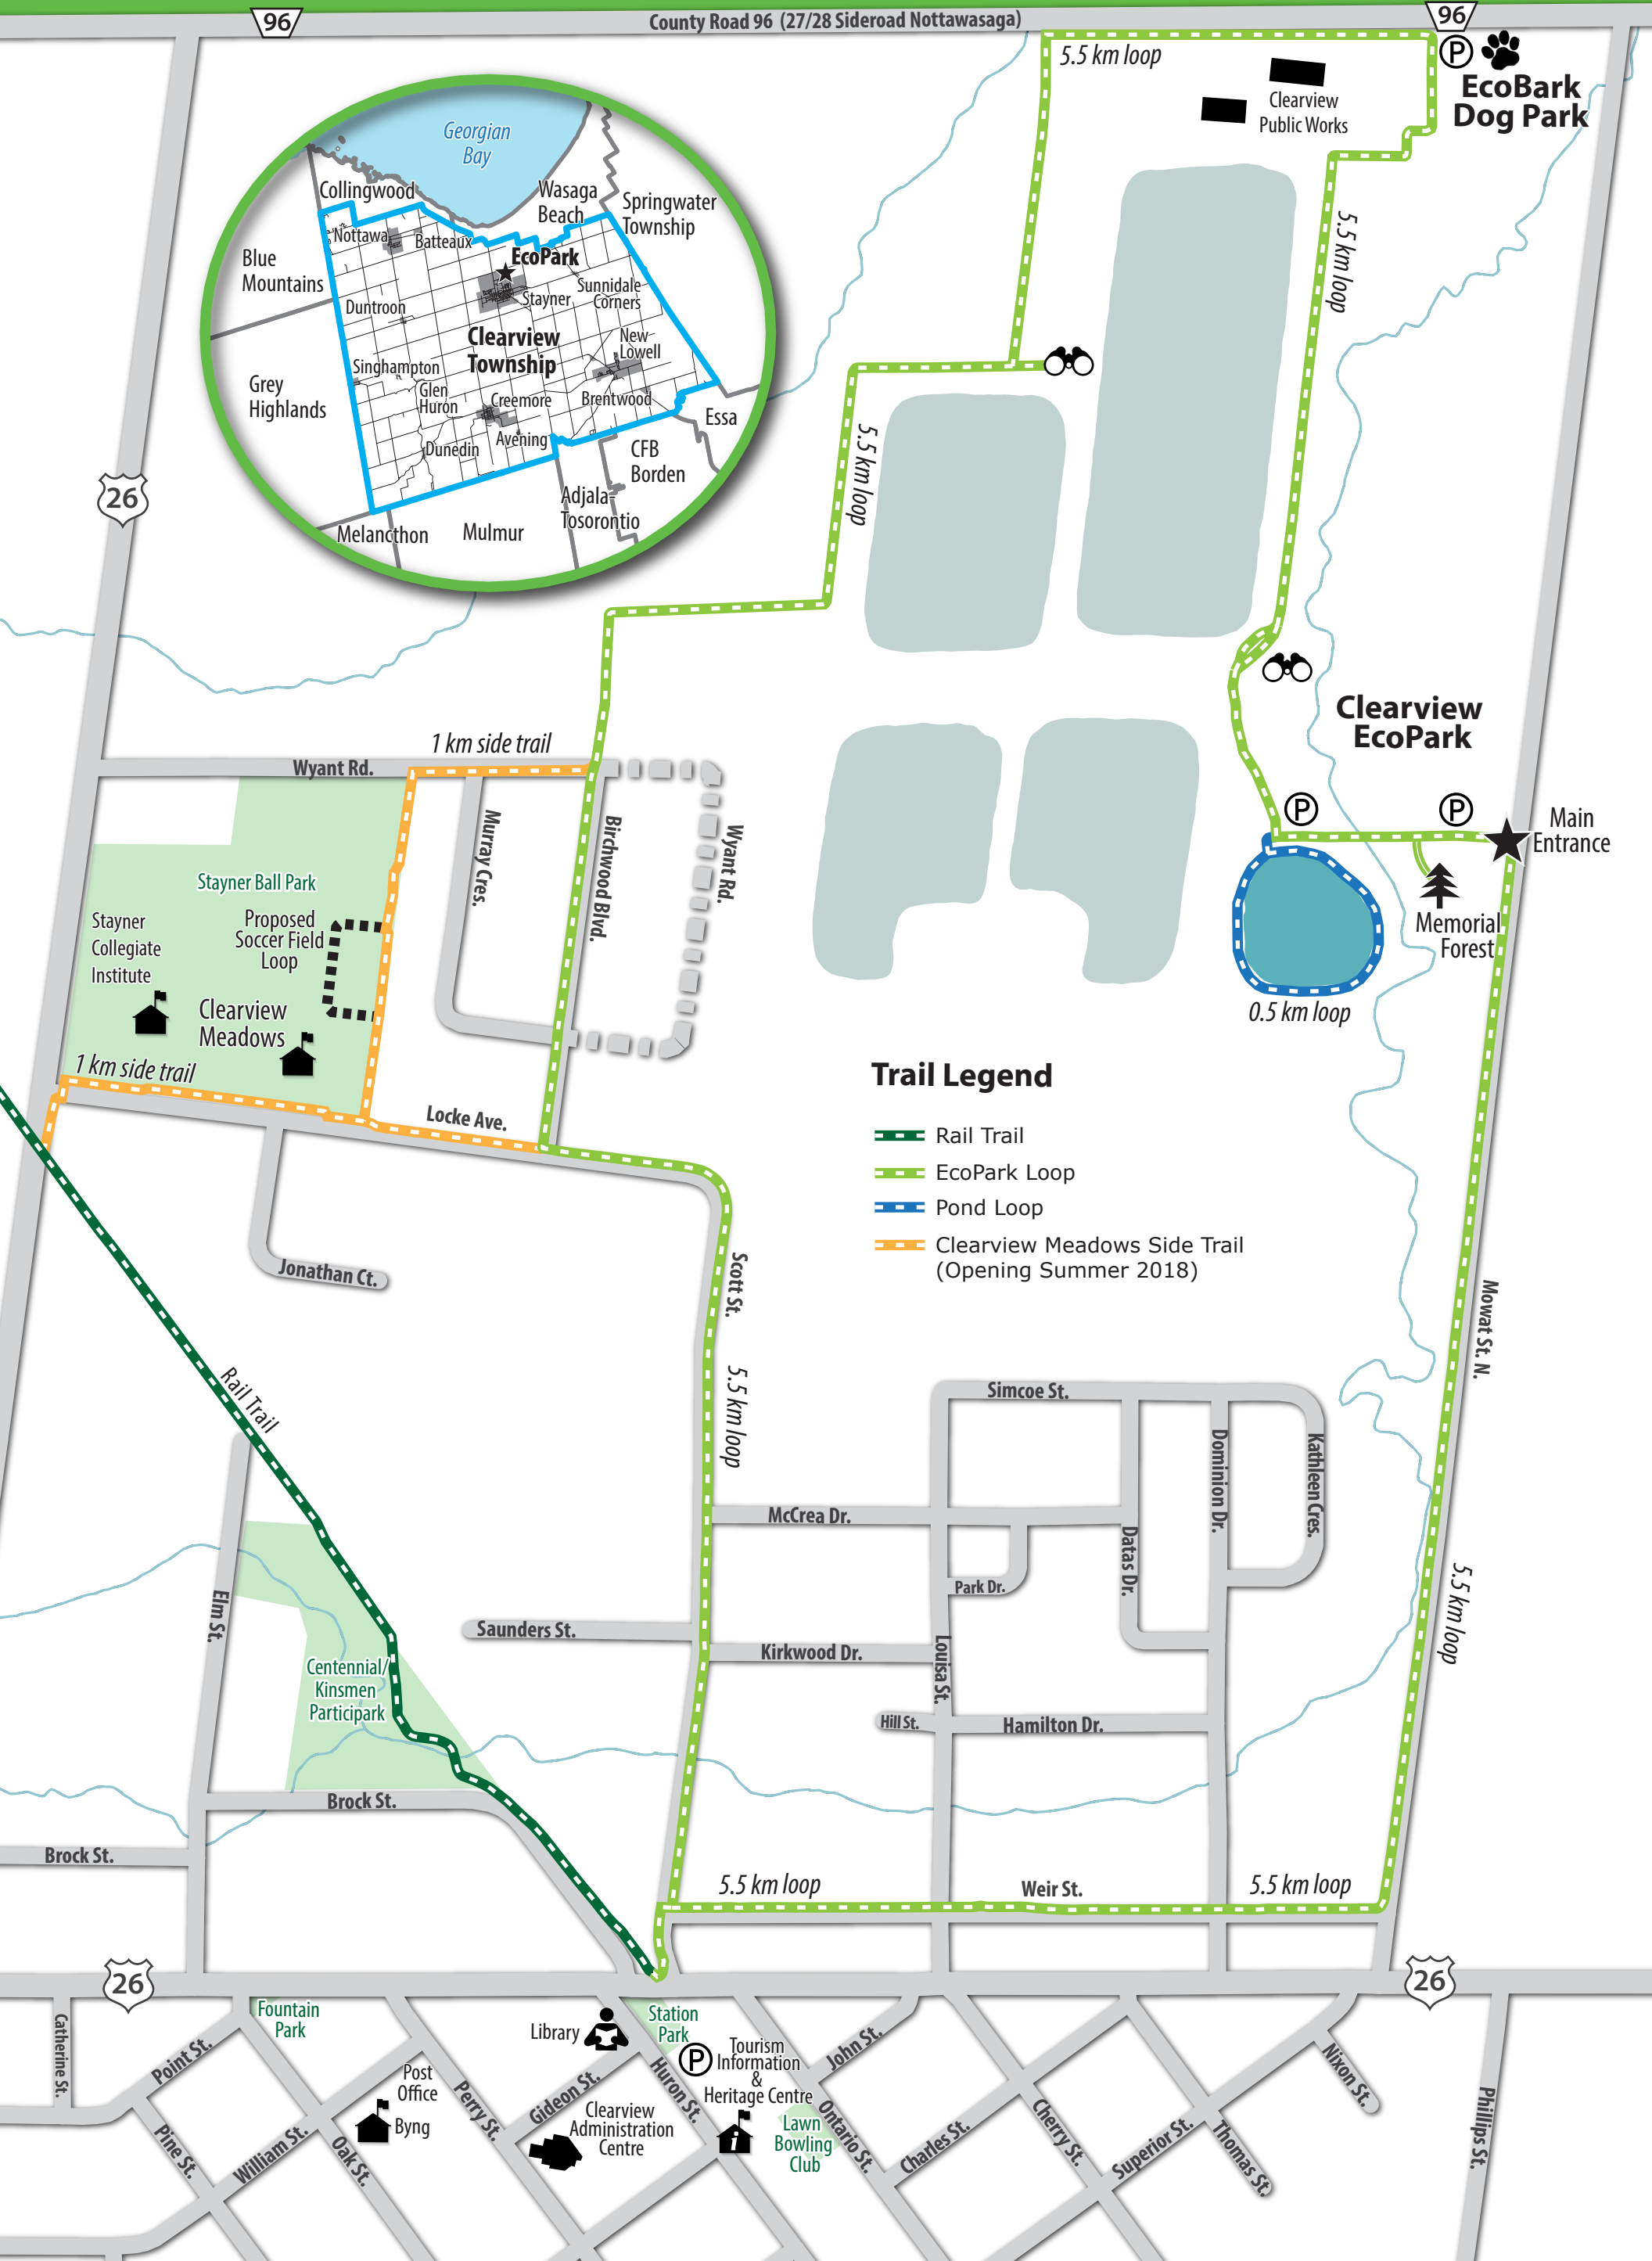 96
County Road 96 (27/28 Sideroad Nottawasaga)
96
5.5 km loop
P
EcoBark
Dog Park
Clearview
Public Works
Georgian
Bay
Collingwood
Wasaga
Beach
Springwater
Township
Nottawa
Batteaux
EcoPark
Blue
Mountains
Sunnidale
Corners
Stayner
Duntroon
Clearview
Township
New
Lowell
Singhampton
Glen
Huron
Creemore
Brentwood
Grey
Highlands
Essa
Dunedin
Avening
CFB
Borden
Adjala-
Tosorontio
Melancthon
Mulmur
5.5 km loop
5.5 km loop
26
Clearview
EcoPark
1 km side trail
Wyant Rd.
P
P
Main
Entrance
Murray Cres.
Birchwood Blvd.
Wyant Rd.
Stayner Ball Park
Stayner
Collegiate
Institute
Proposed
Soccer Field
Loop
Memorial
Forest
Clearview
Meadows
0.5 km loop
1 km side trail
Locke Ave.
Trail Legend
Rail Trail
EcoPark Loop
Pond Loop
Clearview Meadows Side Trail
(Opening Summer 2018)
Jonathan Ct.
Scott St.
Mowat St. N.
Rail Trail
5.5 km loop
Simcoe St.
Dominion Dr.
Kathleen Cres.
McCrea Dr.
Datas Dr.
Park Dr.
5.5 km loop
Elm St.
Saunders St.
Kirkwood Dr.
Louisa St.
Centennial/
Kinsmen
Participark
Hill St.
Hamilton Dr.
Brock St.
Brock St.
5.5 km loop
Weir St.
5.5 km loop
26
26
Catherine St.
Fountain
Park
Station
Park
Library
Point St.
P
Tourism
Information
&
Heritage Centre
John St.
Nixon St.
Post
Office
Byng
Perry St.
Gideon St.
Huron St.
Clearview
Administration
Centre
i
Lawn
Bowling
Club
Ontario St.
Charles St.
Cherry St.
Superior St.
Thomas St.
Phillips St.
Pine St.
William St.
Oak St.